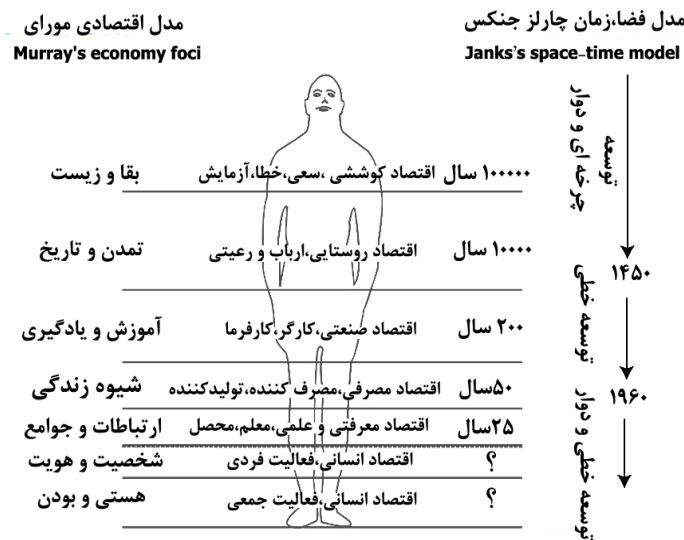 مدل فضا،زمان چارلز جنکس
Janks's space-time model
مدل اقتصادی مورای
Murray's economy foci
توسعه
چرخه ای و دوار
۱۴۵۰
توسعه خطی
۱۹۶۰
توسعه خطی و دوار
۱۰۰۰۰۰ سال اقتصاد کوششی ،سعی،خطا،آزمایش بقا و زیست
۱۰۰۰۰ سال اقتصاد روستایی،ارباب و رعیتی تمدن و تاریخ
۲۰۰ سال اقتصاد صنعتی،کارگر،کارفرما آموزش و یادگیری
۵۰سال اقتصاد مصرفی،مصرف کننده،تولیدکننده شیوه زندگی
۲۵سال اقتصاد معرفتی و علمی،معلم،محصل ارتباطات و جوامع
؟ اقتصاد انسانی،فعالیت فردی شخصیت و هویت
؟ اقتصاد انسانی،فعالیت جمعی هستی و بودن